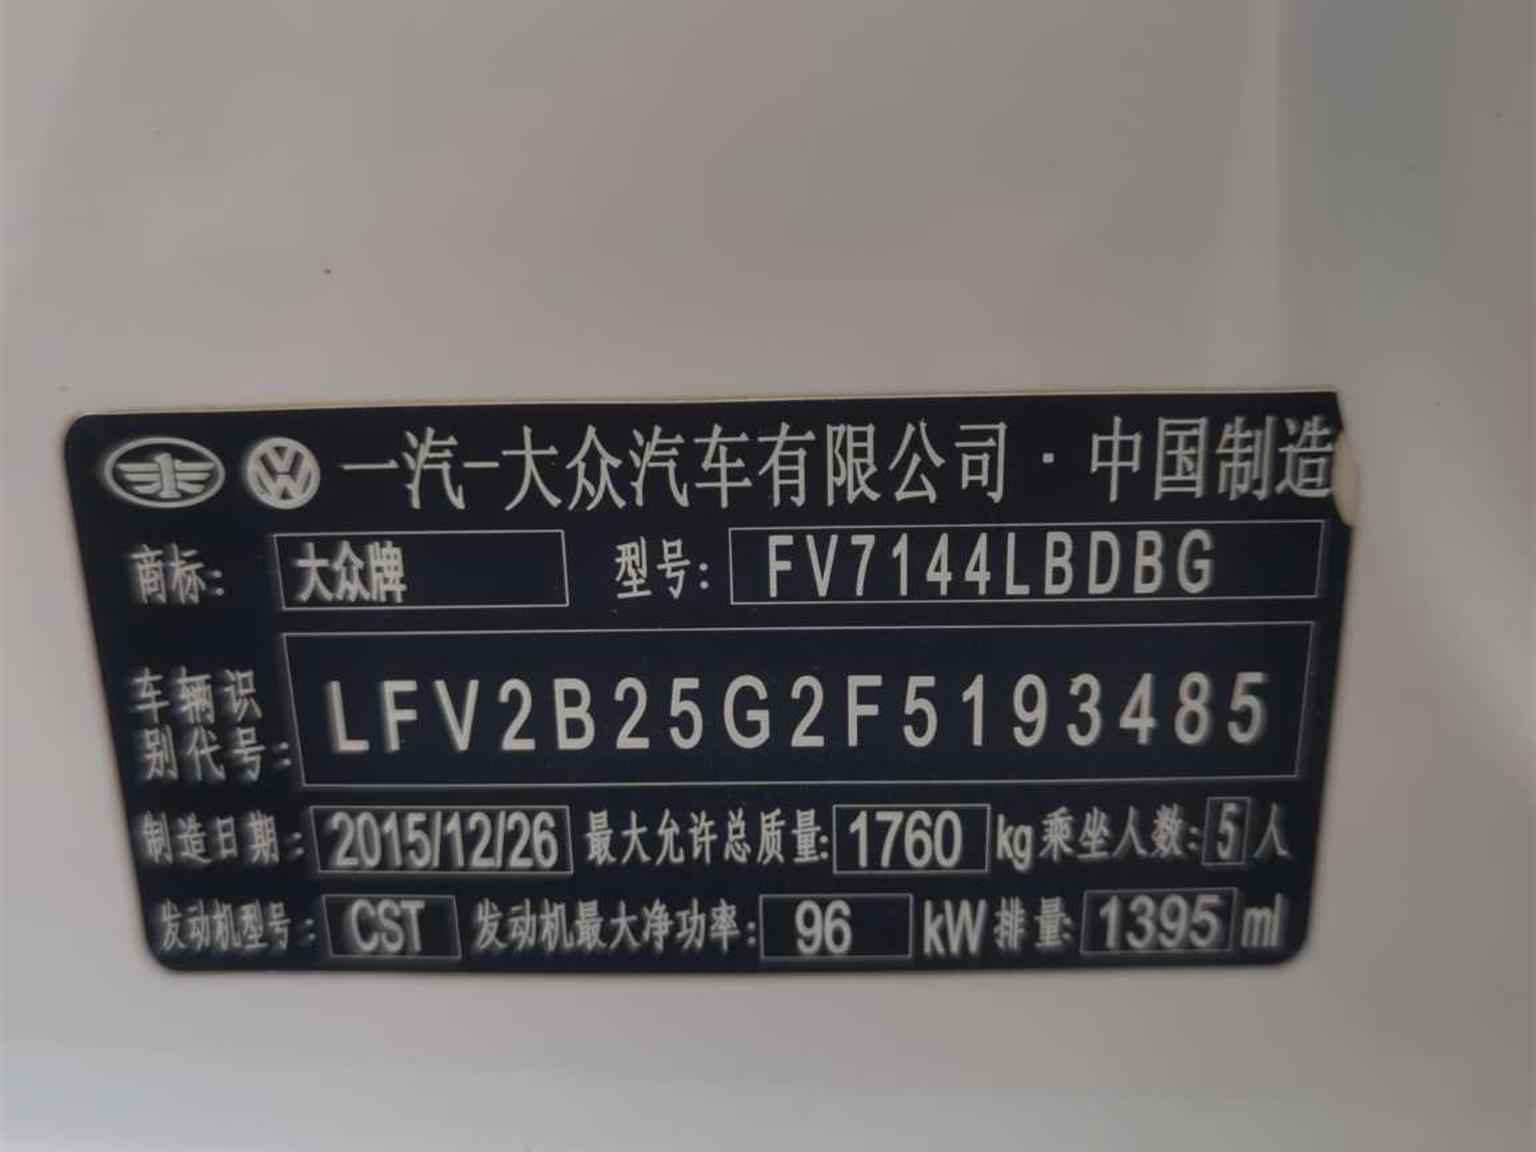 一汽-大众汽车有限公司·中国制造
商标: 大众牌 型号: FV7144LBDBG
车辆识
别代号: LFV2B25G2F5193485
制造日期: 2015/12/26 最大允许总质量: 1760 kg 乘坐人数: 5 人
发动机型号: CST 发动机最大净功率: 96 kW 排量: 1395 ml